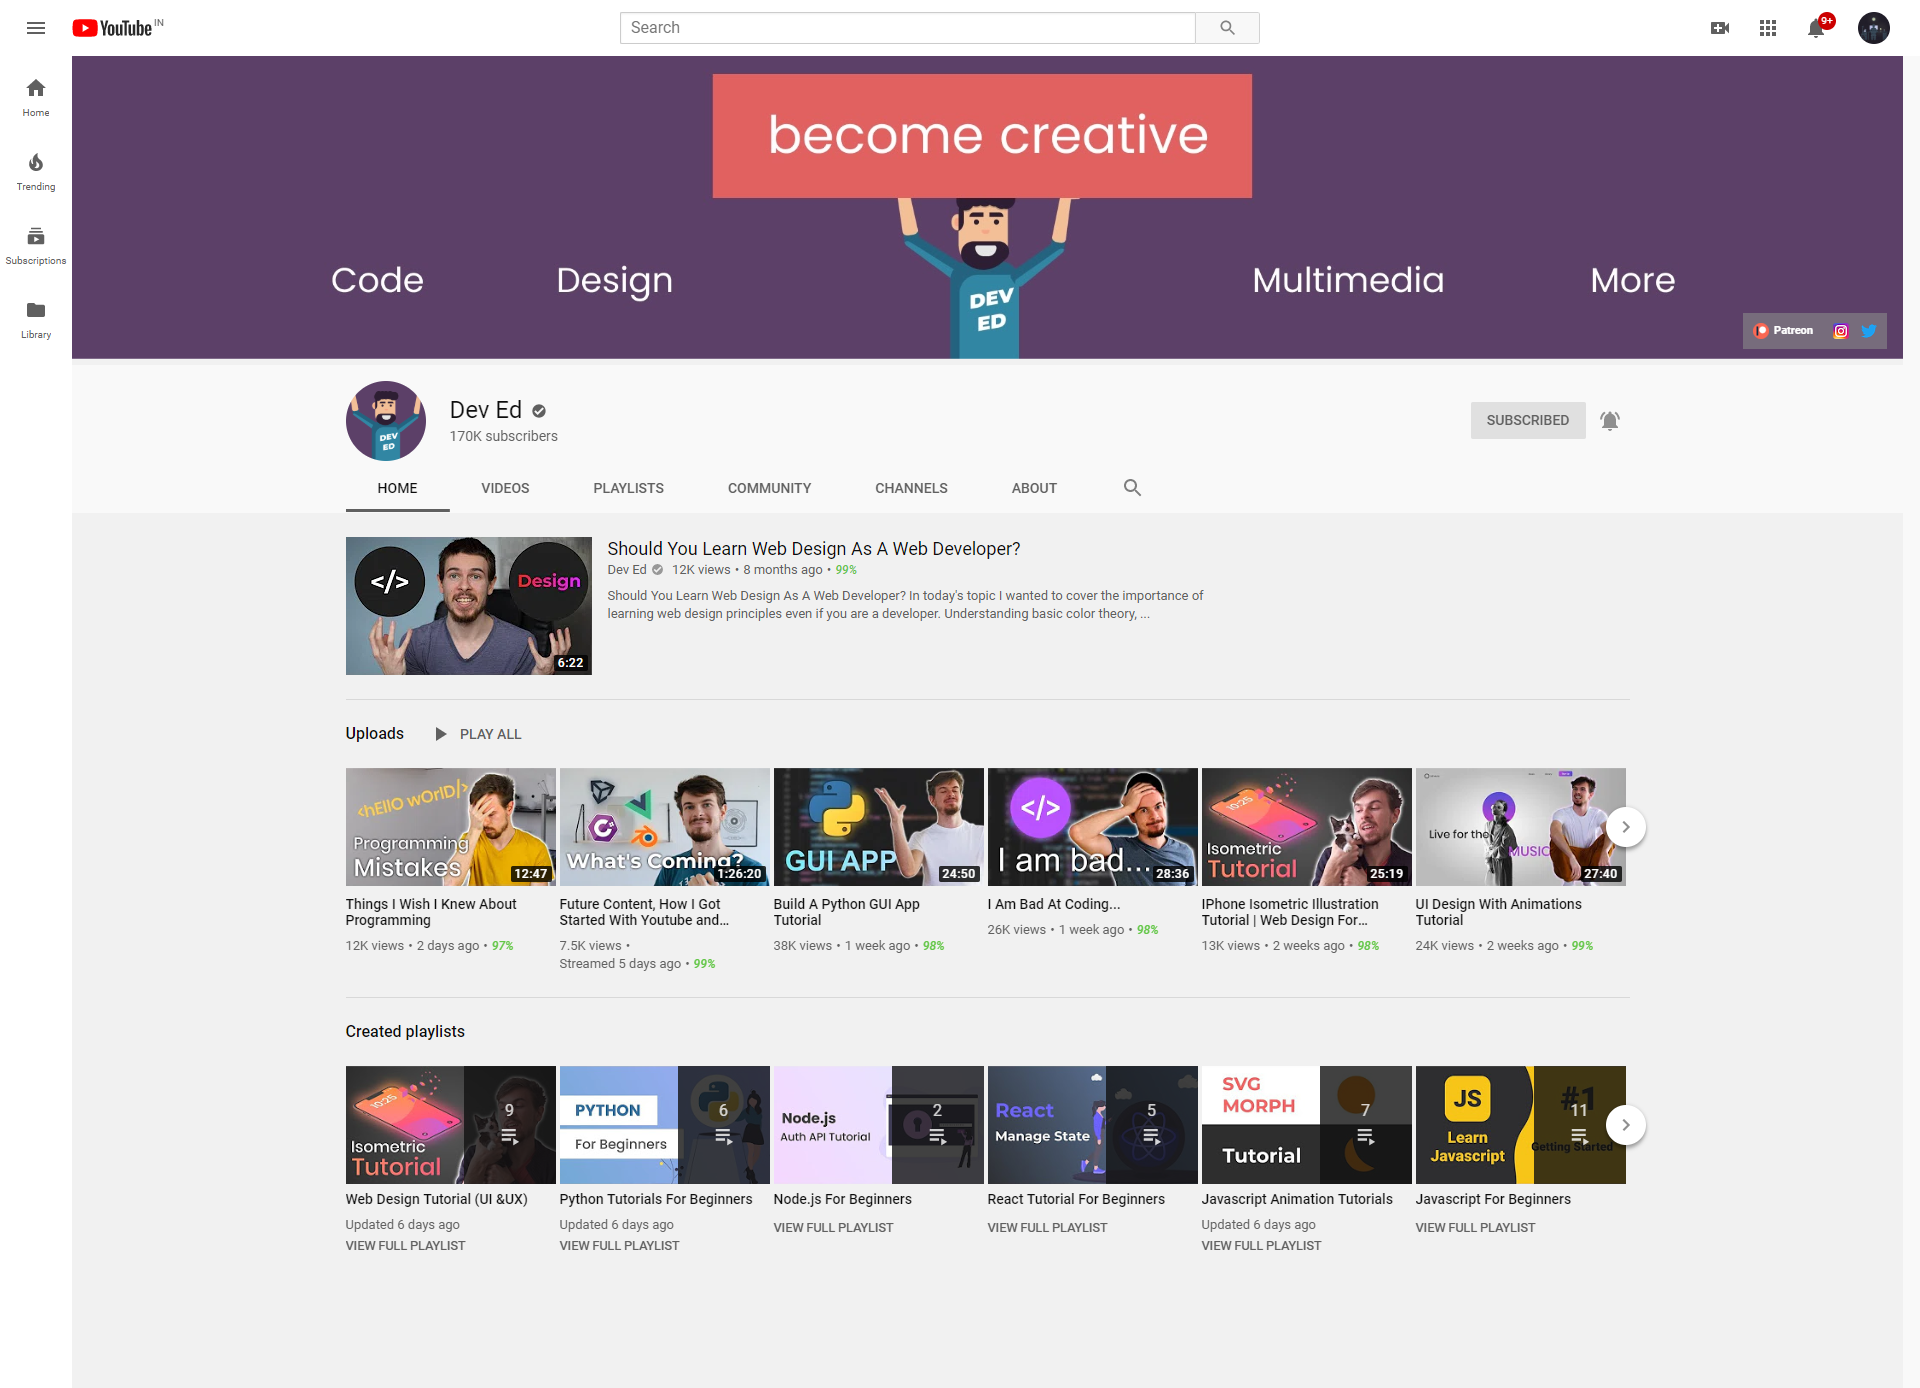 YouTube IN
Search
9+
Home
Trending
Subscriptions
Library
become creative
Code
Design
Multimedia
More
DEV
ED
Patreon
DEV
ED
Dev Ed
170K subscribers
SUBSCRIBED
HOME
VIDEOS
PLAYLISTS
COMMUNITY
CHANNELS
ABOUT
</>
Design
6:22
Should You Learn Web Design As A Web Developer?
Dev Ed 12K views • 8 months ago • 99%
Should You Learn Web Design As A Web Developer? In today's topic I wanted to cover the importance of
learning web design principles even if you are a developer. Understanding basic color theory, ...
Uploads
PLAY ALL
<hEllO wOrlD/>
Programming
Mistakes
12:47
Things I Wish I Knew About
Programming
12K views • 2 days ago • 97%
What's Coming?
1:26:20
Future Content, How I Got
Started With Youtube and...
7.5K views •
Streamed 5 days ago • 99%
GUI APP
24:50
Build A Python GUI App
Tutorial
38K views • 1 week ago • 98%
</>
I am bad...
28:36
I Am Bad At Coding...
26K views • 1 week ago • 98%
10:25
Isometric
Tutorial
25:19
IPhone Isometric Illustration
Tutorial | Web Design For...
13K views • 2 weeks ago • 98%
Live for the
MUSIC
27:40
UI Design With Animations
Tutorial
24K views • 2 weeks ago • 99%
Created playlists
10:25
Isometric
Tutorial
9
Web Design Tutorial (UI &UX)
Updated 6 days ago
VIEW FULL PLAYLIST
PYTHON
For Beginners
6
Python Tutorials For Beginners
Updated 6 days ago
VIEW FULL PLAYLIST
Node.js
Auth API Tutorial
2
Node.js For Beginners
VIEW FULL PLAYLIST
React
Manage State
5
React Tutorial For Beginners
VIEW FULL PLAYLIST
SVG
MORPH
Tutorial
7
Javascript Animation Tutorials
Updated 6 days ago
VIEW FULL PLAYLIST
JS
Learn
Javascript
#1
Getting Started
11
Javascript For Beginners
VIEW FULL PLAYLIST